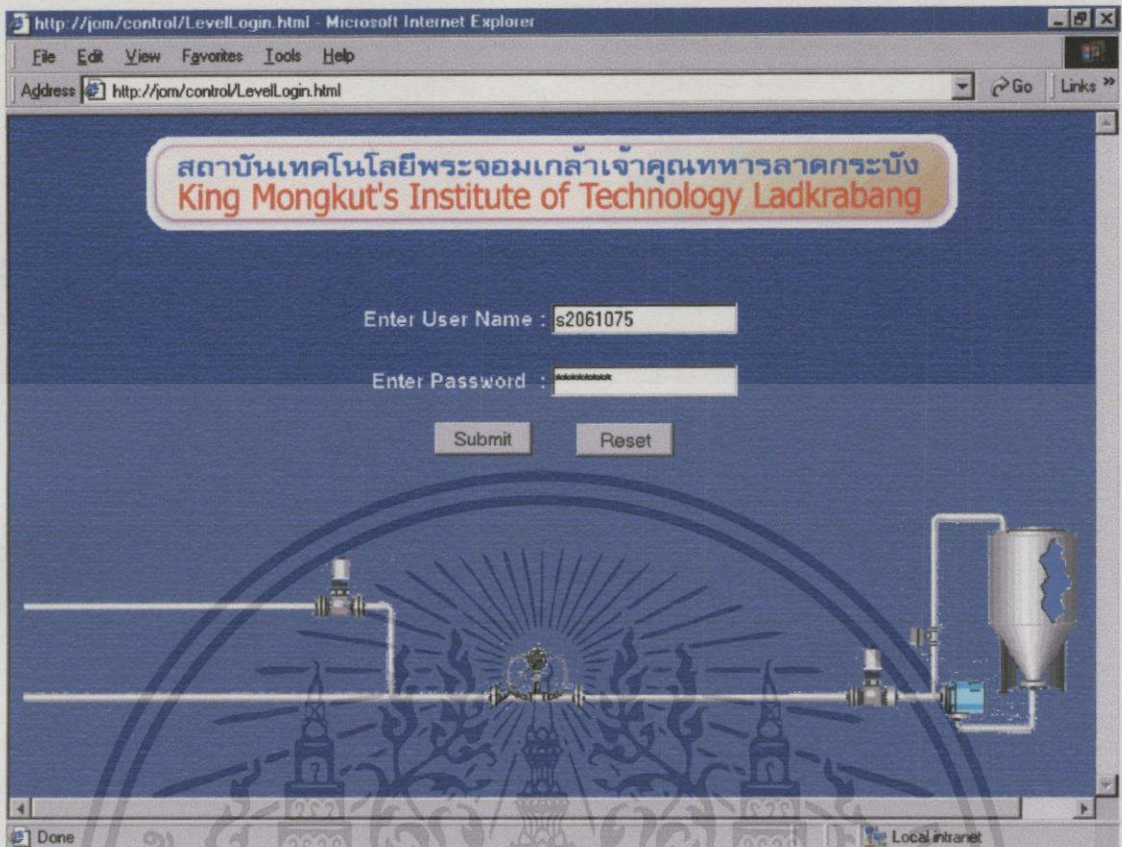 http://jom/control/LevelLogin.html - Microsoft Internet Explorer
File Edit View Favorites Tools Help
Address http://jom/control/LevelLogin.html Go Links »
สถาบันเทคโนโลยีพระจอมเกล้าเจ้าคุณทหารลาดกระบัง
King Mongkut's Institute of Technology Ladkrabang
Enter User Name : s2061075
Enter Password : ********
Submit Reset
Done Local intranet